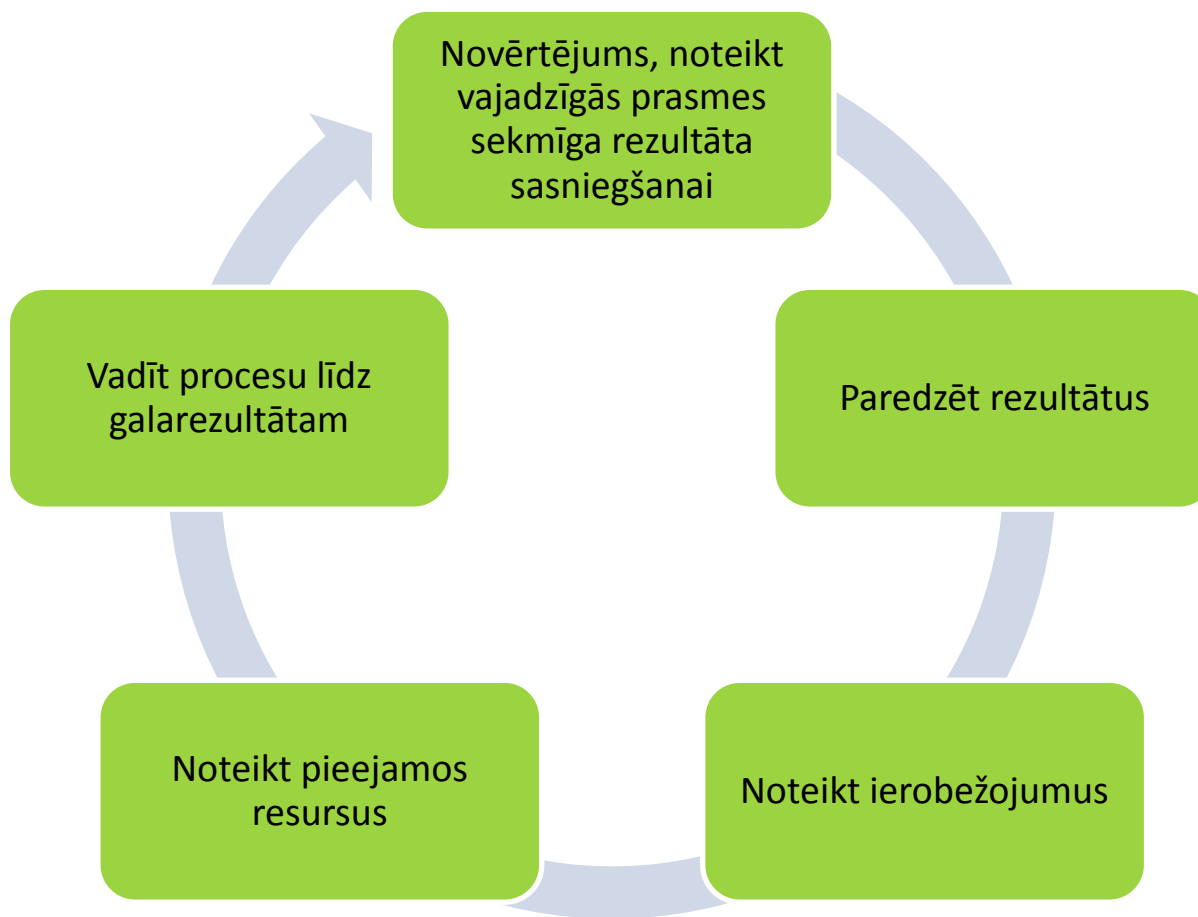 Novērtējums, noteikt
vajadzīgās prasmes
sekmīga rezultāta
sasniegšanai
Paredzēt rezultātus
Noteikt ierobežojumus
Noteikt pieejamos
resursus
Vadīt procesu līdz
galarezultātam